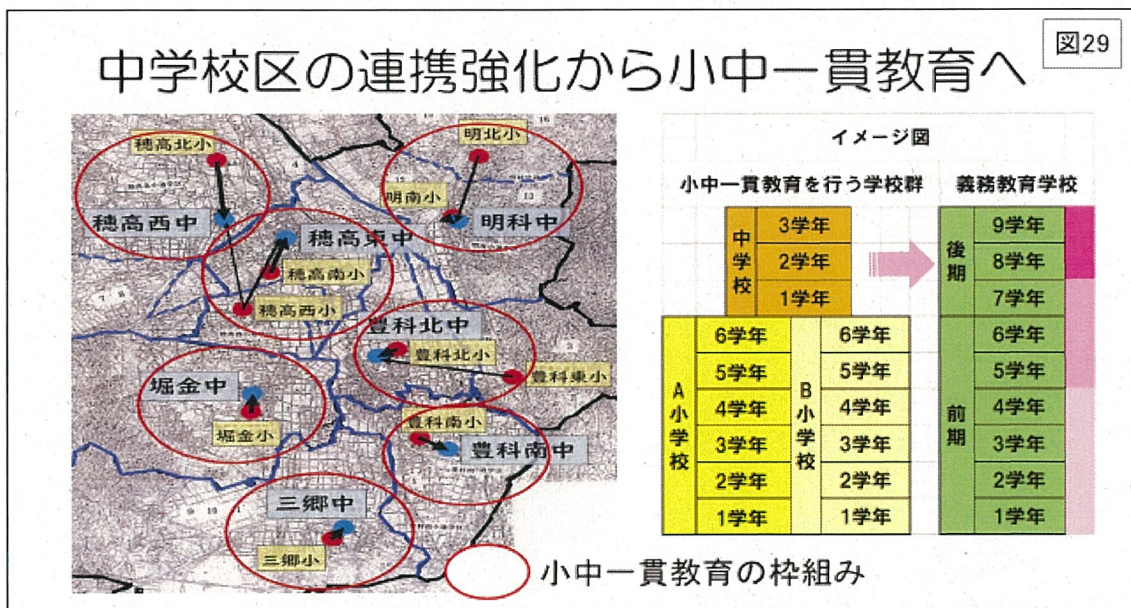 図29
中学校区の連携強化から小中一貫教育へ
穂高北小
明北小
明南小
穂高西中
穂高東中
明科中
穂高南小
穂高西小
豊科北中
豊科北小
豊科東小
堀金中
堀金小
豊科南小
豊科南中
三郷中
三郷小
小中一貫教育の枠組み
イメージ図
小中一貫教育を行う学校群
義務教育学校
中学校
3学年
2学年
1学年
A小学校
6学年
5学年
4学年
3学年
2学年
1学年
B小学校
6学年
5学年
4学年
3学年
2学年
1学年
後期
9学年
8学年
7学年
前期
6学年
5学年
4学年
3学年
2学年
1学年